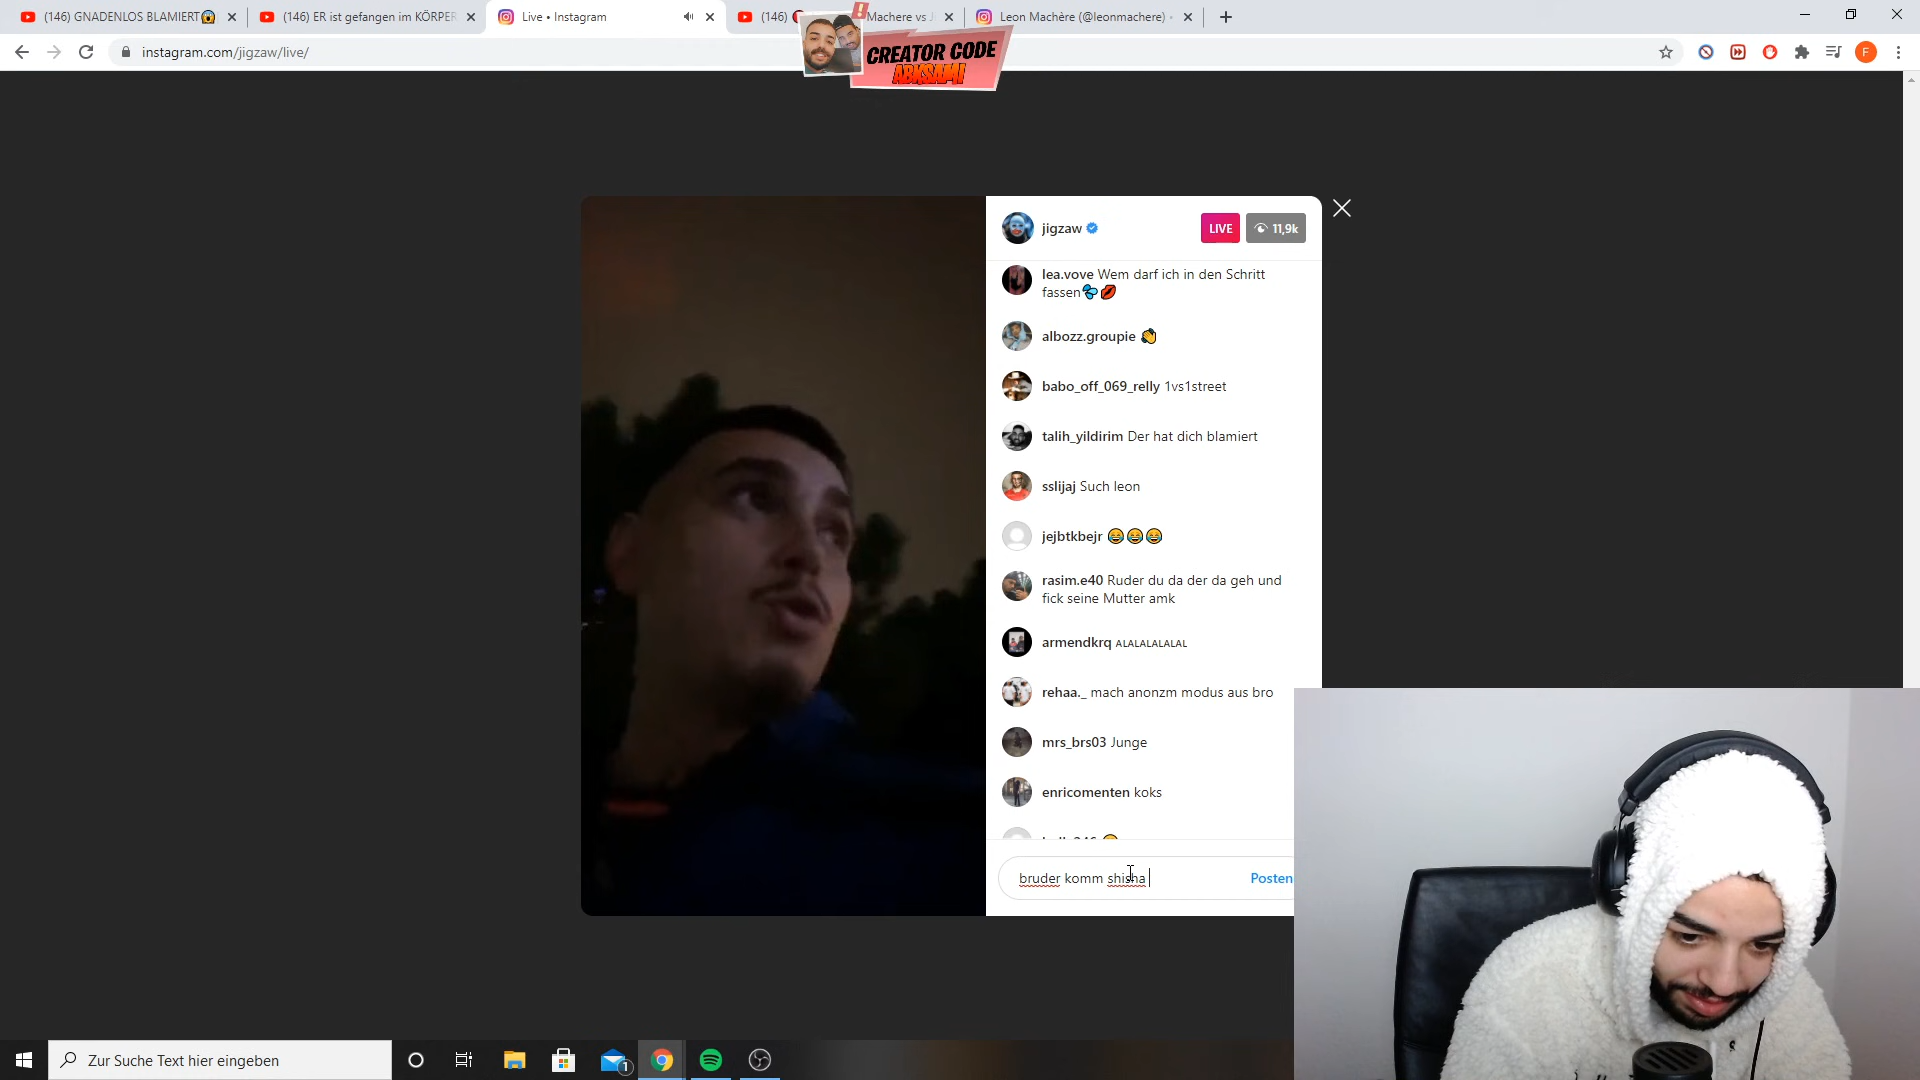 (146) GNADENLOS BLAMIERT😱
(146) ER ist gefangen im KÖRPER
Live • Instagram
(146)
Machere vs J
Leon Machère (@leonmachere) •
instagram.com/jigzaw/live/
F
CREATOR CODE
ABKSAMI
jigzaw
LIVE
11,9k
lea.vove Wem darf ich in den Schritt
fassen💦💋
albozz.groupie 👏
babo_off_069_relly 1vs1street
talih_yildirim Der hat dich blamiert
sslijaj Such leon
jejbtkbejr 😂😂😂
rasim.e40 Ruder du da der da geh und
fick seine Mutter amk
armendkrq ᴀʟᴀʟᴀʟᴀʟᴀʟ
rehaa._ mach anonzm modus aus bro
mrs_brs03 Junge
enricomenten koks
bruder komm shisha
Posten
Zur Suche Text hier eingeben
1